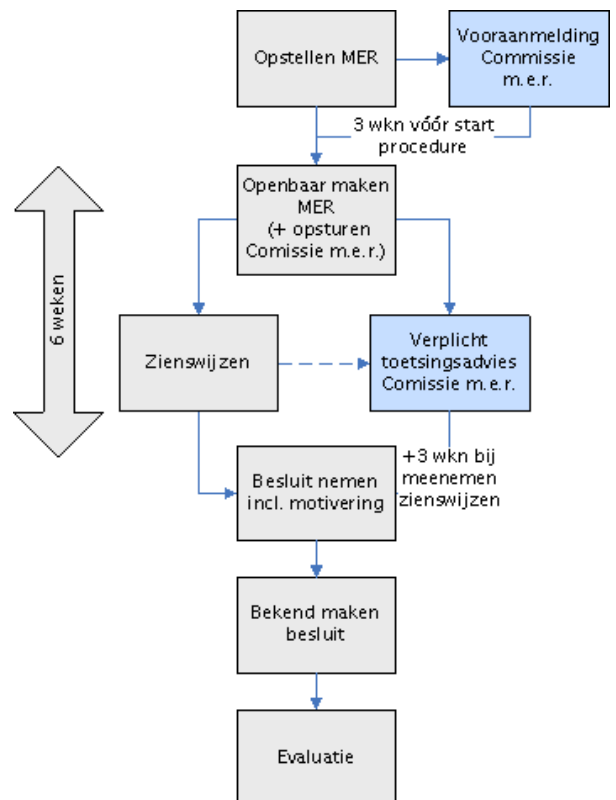 Opstellen MER
Vooraanmelding
Commissie
m.e.r.
3 wkn vóór start
procedure
Openbaar maken
MER
(+ opsturen
Comissie m.e.r.)
6 weken
Zienswijzen
Verplicht
toetsingsadvies
Comissie m.e.r.
+3 wkn bij
meenemen
zienswijzen
Besluit nemen
incl. motivering
Bekend maken
besluit
Evaluatie